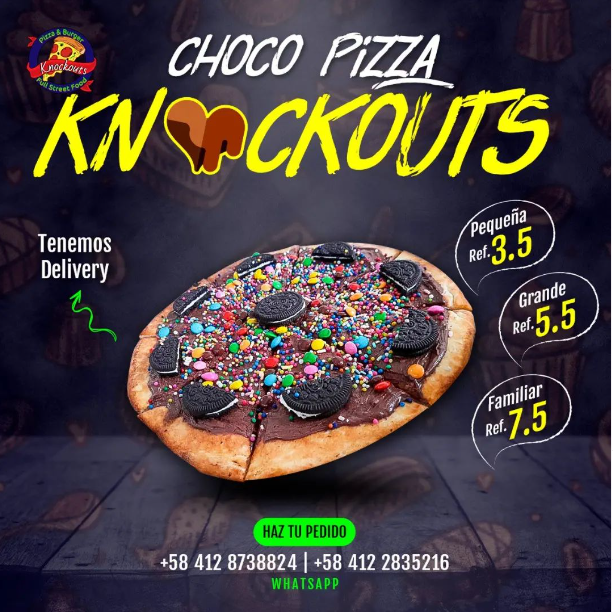 Pizza & Burger
Knockouts
Full Street Food
CHOCO PIZZA
KNOCKOUTS
Tenemos
Delivery
Pequeña
Ref. 3.5
Grande
Ref. 5.5
Familiar
Ref. 7.5
HAZ TU PEDIDO
+58 412 8738824 | +58 412 2835216
WHATSAPP